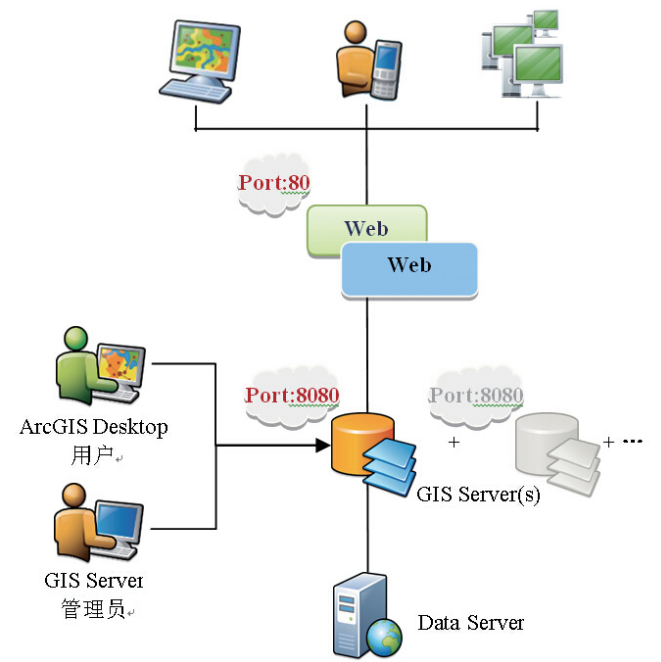 Port:80
Web
Web
Port:8080
Port:8080
ArcGIS Desktop
用户
+
+ ...
GIS Server(s)
GIS Server
管理员
Data Server